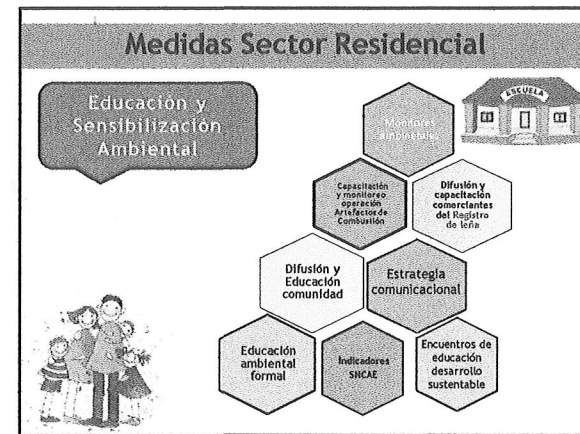 Medidas Sector Residencial
Educación y
Sensibilización
Ambiental
ESCUELA
Monitores
ambientales
Capacitación
y monitoreo
operación
Artefactos de
Combustión
Difusión y
capacitación
comerciantes
del Registro
de leña
Difusión y
Educación
comunidad
Estrategia
comunicacional
Educación
ambiental
formal
Indicadores
SNCAE
Encuentros de
educación
desarrollo
sustentable